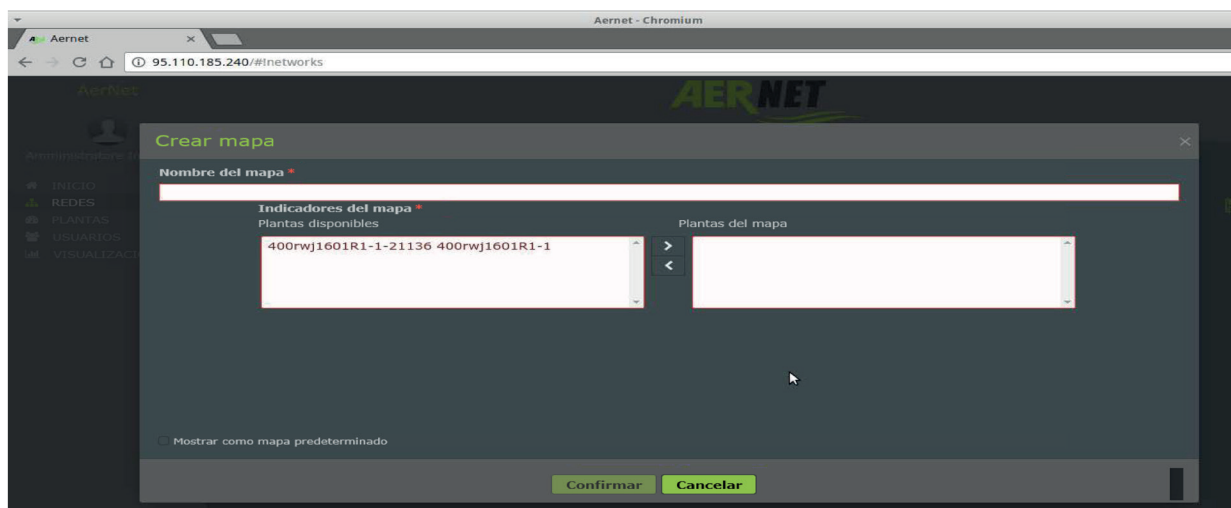 Aernet - Chromium
Aernet
95.110.185.240/#!networks
AerNet
AERNET
Crear mapa
Nombre del mapa *
INICIO
REDES
PLANTAS
USUARIOS
Indicadores del mapa *
Plantas disponibles
Plantas del mapa
400rwj1601R1-1-21136 400rwj1601R1-1
Mostrar como mapa predeterminado
Confirmar
Cancelar